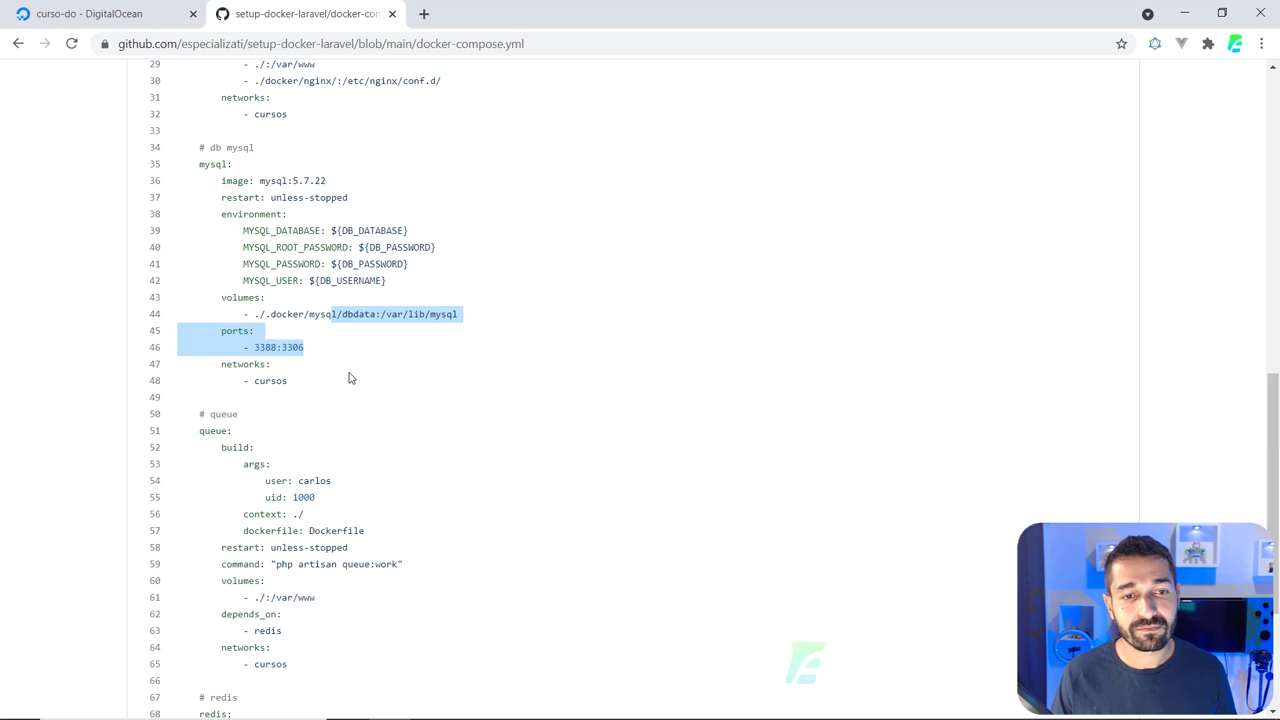 curso-do - DigitalOcean
setup-docker-laravel/docker-con
github.com/especializati/setup-docker-laravel/blob/main/docker-compose.yml
29 - ./:/var/www
30 - ./docker/nginx/:/etc/nginx/conf.d/
31 networks:
32 - cursos
33
34 # db mysql
35 mysql:
36 image: mysql:5.7.22
37 restart: unless-stopped
38 environment:
39 MYSQL_DATABASE: ${DB_DATABASE}
40 MYSQL_ROOT_PASSWORD: ${DB_PASSWORD}
41 MYSQL_PASSWORD: ${DB_PASSWORD}
42 MYSQL_USER: ${DB_USERNAME}
43 volumes:
44 - ./.docker/mysql/dbdata:/var/lib/mysql
45 ports:
46 - 3388:3306
47 networks:
48 - cursos
49
50 # queue
51 queue:
52 build:
53 args:
54 user: carlos
55 uid: 1000
56 context: ./
57 dockerfile: Dockerfile
58 restart: unless-stopped
59 command: "php artisan queue:work"
60 volumes:
61 - ./:/var/www
62 depends_on:
63 - redis
64 networks:
65 - cursos
66
67 # redis
68 redis: